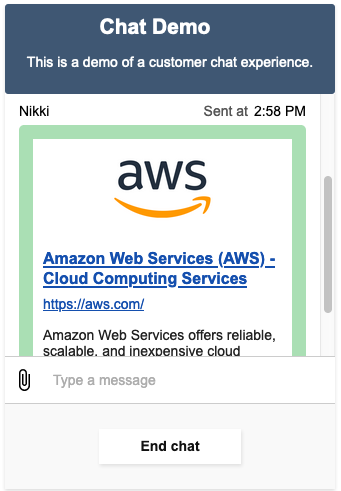 Chat Demo
This is a demo of a customer chat experience.
Nikki Sent at 2:58 PM
aws
Amazon Web Services (AWS) -
Cloud Computing Services
https://aws.com/
Amazon Web Services offers reliable,
scalable, and inexpensive cloud
Type a message
End chat